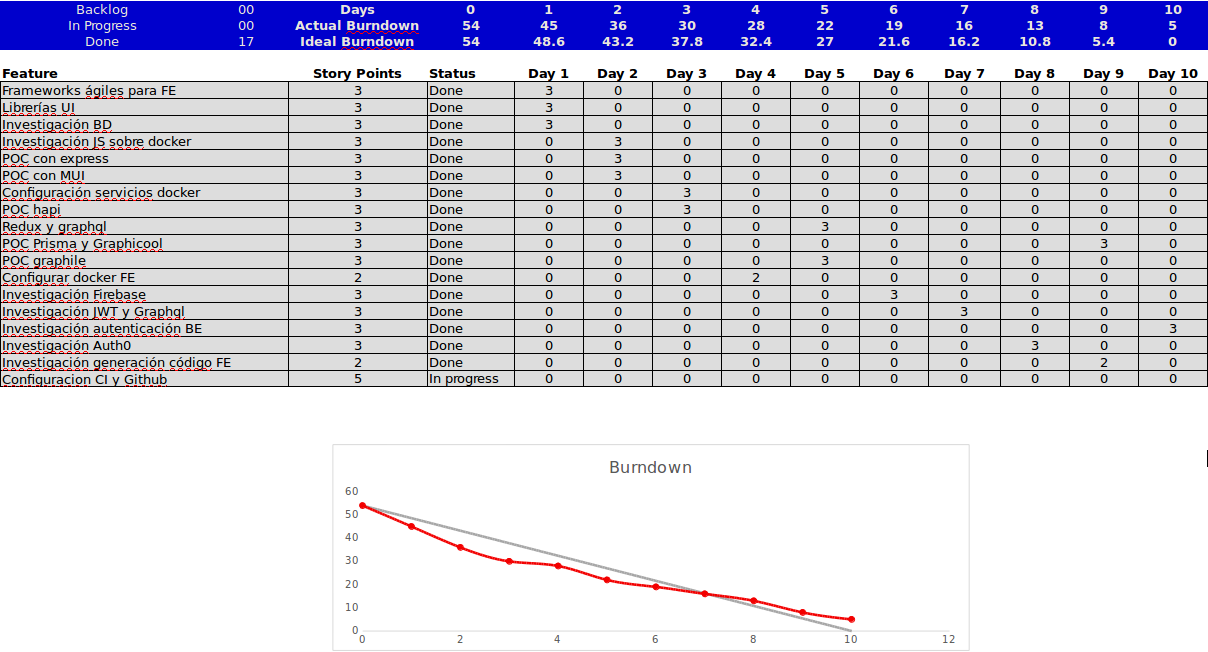 Backlog 00 Days 0 1 2 3 4 5 6 7 8 9 10
In Progress 00 Actual Burndown 54 45 36 30 28 22 19 16 13 8 5
Done 17 Ideal Burndown 54 48.6 43.2 37.8 32.4 27 21.6 16.2 10.8 5.4 0
Feature Story Points Status Day 1 Day 2 Day 3 Day 4 Day 5 Day 6 Day 7 Day 8 Day 9 Day 10
Frameworks ágiles para FE 3 Done 3 0 0 0 0 0 0 0 0 0
Librerías UI 3 Done 3 0 0 0 0 0 0 0 0 0
Investigación BD 3 Done 3 0 0 0 0 0 0 0 0 0
Investigación JS sobre docker 3 Done 0 3 0 0 0 0 0 0 0 0
POC con express 3 Done 0 3 0 0 0 0 0 0 0 0
POC con MUI 3 Done 0 3 0 0 0 0 0 0 0 0
Configuración servicios docker 3 Done 0 0 3 0 0 0 0 0 0 0
POC hapi 3 Done 0 0 3 0 0 0 0 0 0 0
Redux y graphql 3 Done 0 0 0 0 3 0 0 0 0 0
POC Prisma y Graphicool 3 Done 0 0 0 0 0 0 0 0 3 0
POC graphile 3 Done 0 0 0 0 3 0 0 0 0 0
Configurar docker FE 2 Done 0 0 0 2 0 0 0 0 0 0
Investigación Firebase 3 Done 0 0 0 0 0 3 0 0 0 0
Investigación JWT y Graphql 3 Done 0 0 0 0 0 0 3 0 0 0
Investigación autenticación BE 3 Done 0 0 0 0 0 0 0 0 0 3
Investigación Auth0 3 Done 0 0 0 0 0 0 0 3 0 0
Investigación generación código FE 2 Done 0 0 0 0 0 0 0 0 2 0
Configuracion CI y Github 5 In progress 0 0 0 0 0 0 0 0 0 0
Burndown
60
50
40
30
20
10
0
0 2 4 6 8 10 12